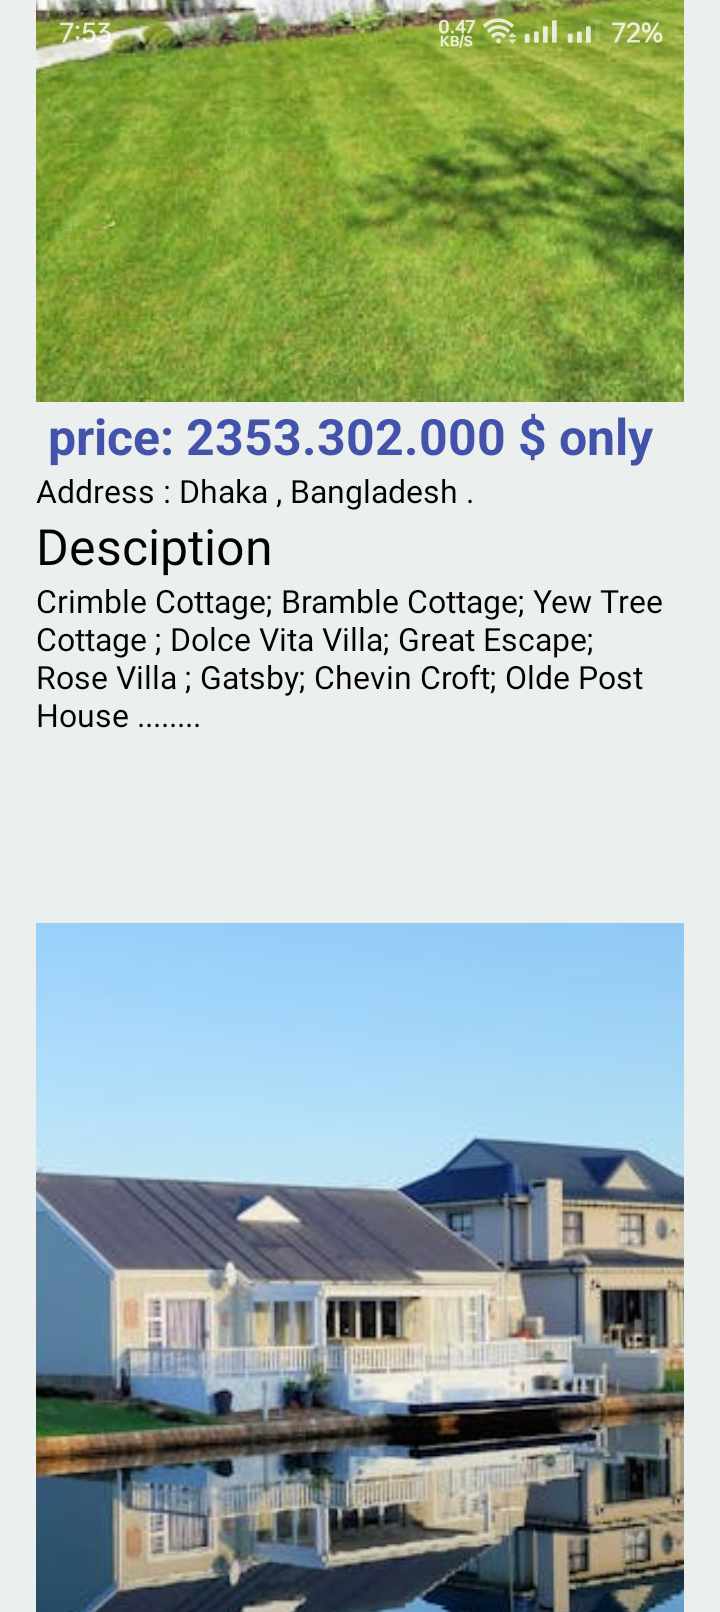 7:53 0.47 KB/S 72%
price: 2353.302.000 $ only
Address : Dhaka , Bangladesh .
Desciption
Crimble Cottage; Bramble Cottage; Yew Tree
Cottage ; Dolce Vita Villa; Great Escape;
Rose Villa ; Gatsby; Chevin Croft; Olde Post
House ........